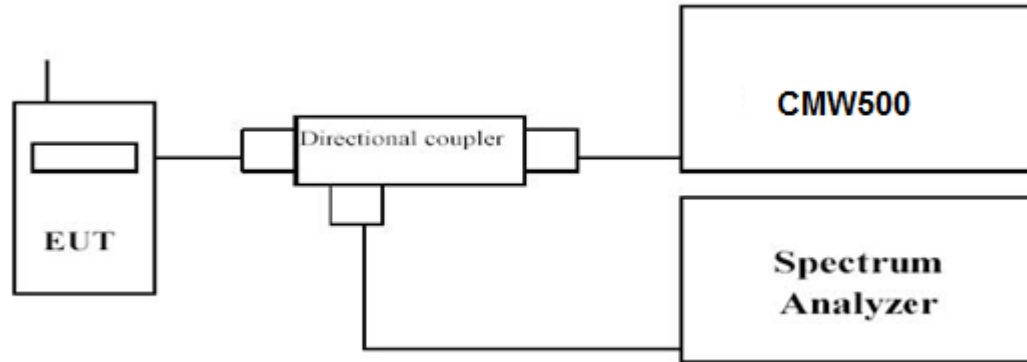 CMW500
Directional coupler
EUT
Spectrum
Analyzer